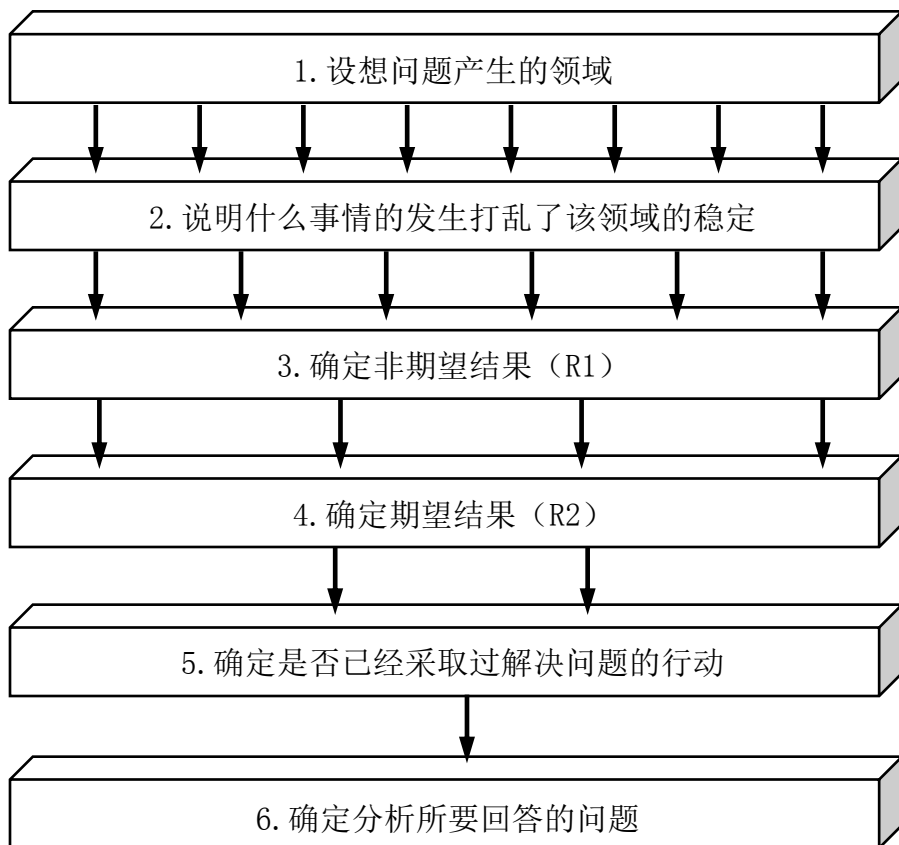 1.设想问题产生的领域
2.说明什么事情的发生打乱了该领域的稳定
3.确定非期望结果（R1）
4.确定期望结果（R2）
5.确定是否已经采取过解决问题的行动
6.确定分析所要回答的问题